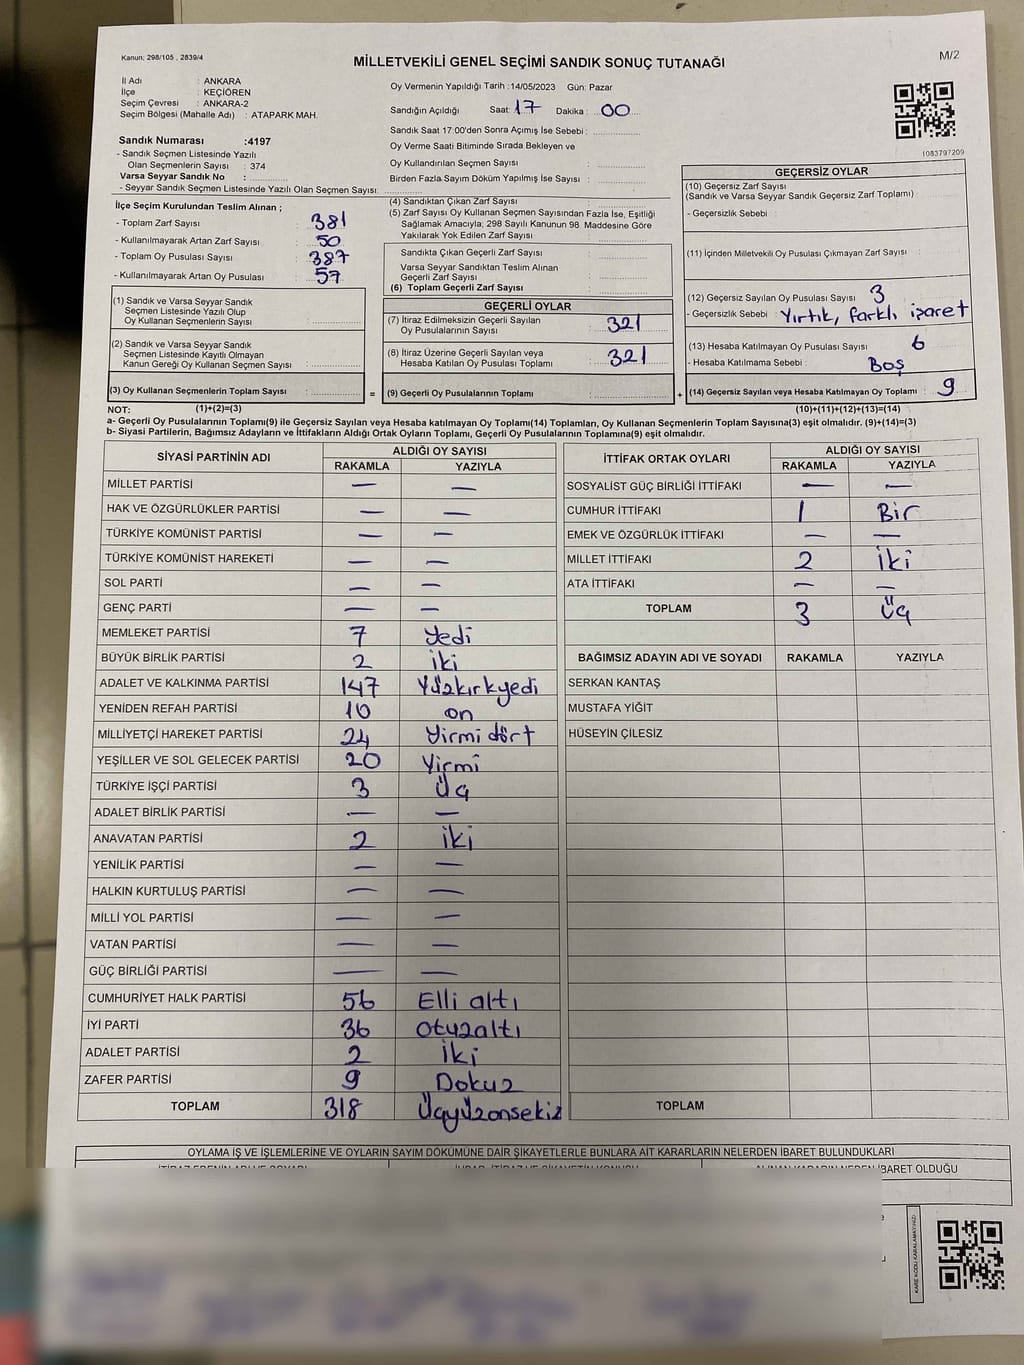 Kanun: 298/105 , 2839/4
MİLLETVEKİLİ GENEL SEÇİMİ SANDIK SONUÇ TUTANAĞI
M/2
İl Adı : ANKARA
İlçe : KEÇİÖREN
Seçim Çevresi : ANKARA-2
Seçim Bölgesi (Mahalle Adı) : ATAPARK MAH.
Oy Vermenin Yapıldığı Tarih :14/05/2023 Gün: Pazar
Sandığın Açıldığı Saat: 17 Dakika : 00
Sandık Saat 17:00'den Sonra Açımış İse Sebebi :
Oy Verme Saati Bitiminde Sırada Bekleyen ve
Oy Kullandırılan Seçmen Sayısı :
Birden Fazla Sayım Döküm Yapılmış İse Sayısı :
1083797209
Sandık Numarası :4197
- Sandık Seçmen Listesinde Yazılı
Olan Seçmenlerin Sayısı : 374
Varsa Seyyar Sandık No :
- Seyyar Sandık Seçmen Listesinde Yazılı Olan Seçmen Sayısı:
İlçe Seçim Kurulundan Teslim Alınan ;
- Toplam Zarf Sayısı : 381
- Kullanılmayarak Artan Zarf Sayısı : 50
- Toplam Oy Pusulası Sayısı : 387
- Kullanılmayarak Artan Oy Pusulası : 57
(1) Sandık ve Varsa Seyyar Sandık
Seçmen Listesinde Yazılı Olup
Oy Kullanan Seçmenlerin Sayısı :
(2) Sandık ve Varsa Seyyar Sandık
Seçmen Listesinde Kayıtlı Olmayan
Kanun Gereği Oy Kullanan Seçmen Sayısı :
(3) Oy Kullanan Seçmenlerin Toplam Sayısı : =
(4) Sandıktan Çıkan Zarf Sayısı :
(5) Zarf Sayısı Oy Kullanan Seçmen Sayısından Fazla İse, Eşitliği
Sağlamak Amacıyla; 298 Sayılı Kanunun 98. Maddesine Göre
Yakılarak Yok Edilen Zarf Sayısı :
Sandıkta Çıkan Geçerli Zarf Sayısı :
Varsa Seyyar Sandıktan Teslim Alınan
Geçerli Zarf Sayısı :
(6) Toplam Geçerli Zarf Sayısı :
GEÇERLİ OYLAR
(7) İtiraz Edilmeksizin Geçerli Sayılan
Oy Pusulalarının Sayısı : 321
(8) İtiraz Üzerine Geçerli Sayılan veya
Hesaba Katılan Oy Pusulası Toplamı : 321
(9) Geçerli Oy Pusulalarının Toplamı : +
GEÇERSİZ OYLAR
(10) Geçersiz Zarf Sayısı
(Sandık ve Varsa Seyyar Sandık Geçersiz Zarf Toplamı) :
- Geçersizlik Sebebi :
(11) İçinden Milletvekili Oy Pusulası Çıkmayan Zarf Sayısı :
(12) Geçersiz Sayılan Oy Pusulası Sayısı : 3
- Geçersizlik Sebebi : Yırtık, farklı işaret
(13) Hesaba Katılmayan Oy Pusulası Sayısı : 6
- Hesaba Katılmama Sebebi : Boş
(14) Geçersiz Sayılan veya Hesaba Katılmayan Oy Toplamı : 9
NOT: (1)+(2)=(3)
(10)+(11)+(12)+(13)=(14)
a- Geçerli Oy Pusulalarının Toplamı(9) ile Geçersiz Sayılan veya Hesaba katılmayan Oy Toplamı(14) Toplamları, Oy Kullanan Seçmenlerin Toplam Sayısına(3) eşit olmalıdır. (9)+(14)=(3)
b- Siyasi Partilerin, Bağımsız Adayların ve İttifakların Aldığı Ortak Oyların Toplamı, Geçerli Oy Pusulalarının Toplamına(9) eşit olmalıdır.
SİYASİ PARTİNİN ADI ALDIĞI OY SAYISI
RAKAMLA YAZIYLA
MİLLET PARTİSİ — —
HAK VE ÖZGÜRLÜKLER PARTİSİ — —
TÜRKİYE KOMÜNİST PARTİSİ — —
TÜRKİYE KOMÜNİST HAREKETİ — —
SOL PARTİ — —
GENÇ PARTİ — —
MEMLEKET PARTİSİ 7 Yedi
BÜYÜK BİRLİK PARTİSİ 2 İki
ADALET VE KALKINMA PARTİSİ 147 Yüzkırkyedi
YENİDEN REFAH PARTİSİ 10 on
MİLLİYETÇİ HAREKET PARTİSİ 24 Yirmi dört
YEŞİLLER VE SOL GELECEK PARTİSİ 20 Yirmi
TÜRKİYE İŞÇİ PARTİSİ 3 Üç
ADALET BİRLİK PARTİSİ — —
ANAVATAN PARTİSİ 2 İki
YENİLİK PARTİSİ — —
HALKIN KURTULUŞ PARTİSİ — —
MİLLİ YOL PARTİSİ — —
VATAN PARTİSİ — —
GÜÇ BİRLİĞİ PARTİSİ — —
CUMHURİYET HALK PARTİSİ 56 Elli altı
İYİ PARTİ 36 otuzaltı
ADALET PARTİSİ 2 İki
ZAFER PARTİSİ 9 Dokuz
TOPLAM 318 Üçyüzonsekiz
İTTİFAK ORTAK OYLARI ALDIĞI OY SAYISI
RAKAMLA YAZIYLA
SOSYALİST GÜÇ BİRLİĞİ İTTİFAKI — —
CUMHUR İTTİFAKI 1 Bir
EMEK VE ÖZGÜRLÜK İTTİFAKI — —
MİLLET İTTİFAKI 2 İki
ATA İTTİFAKI — —
TOPLAM 3 Üç
BAĞIMSIZ ADAYIN ADI VE SOYADI RAKAMLA YAZIYLA
SERKAN KANTAŞ
MUSTAFA YİĞİT
HÜSEYİN ÇİLESİZ
TOPLAM
OYLAMA İŞ VE İŞLEMLERİNE VE OYLARIN SAYIM DÖKÜMÜNE DAİR ŞİKAYETLERLE BUNLARA AİT KARARLARIN NELERDEN İBARET BULUNDUKLARI
İBARET OLDUĞU
KARE KODU KARALAMAYINIZ!